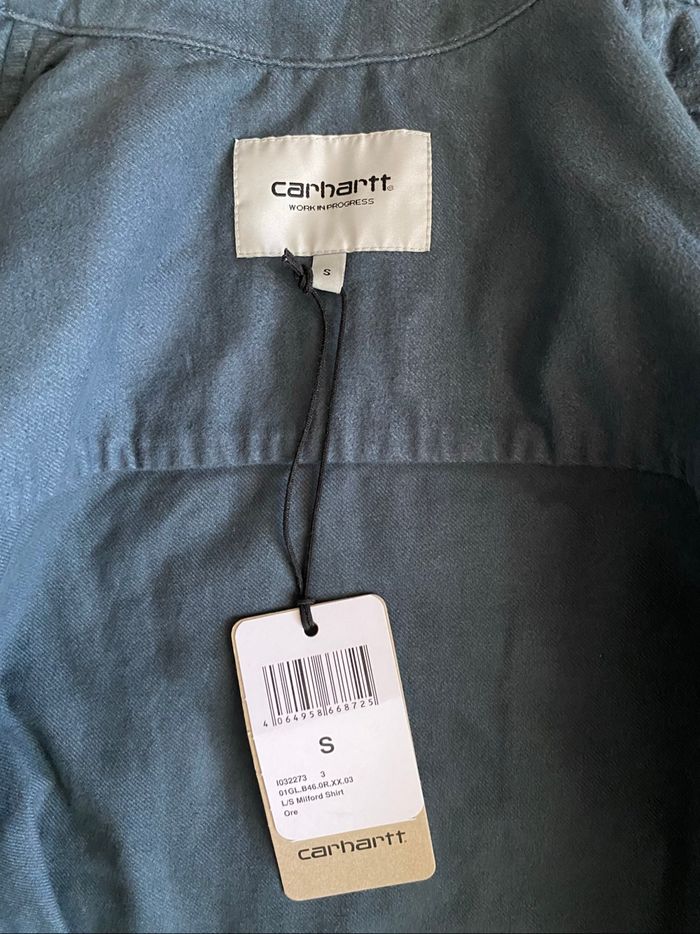 carhartt®
WORK IN PROGRESS
S
4 064958 668725
S
I032273 3
01GL.B46.0R.XX.03
L/S Milford Shirt
Ore
carhartt